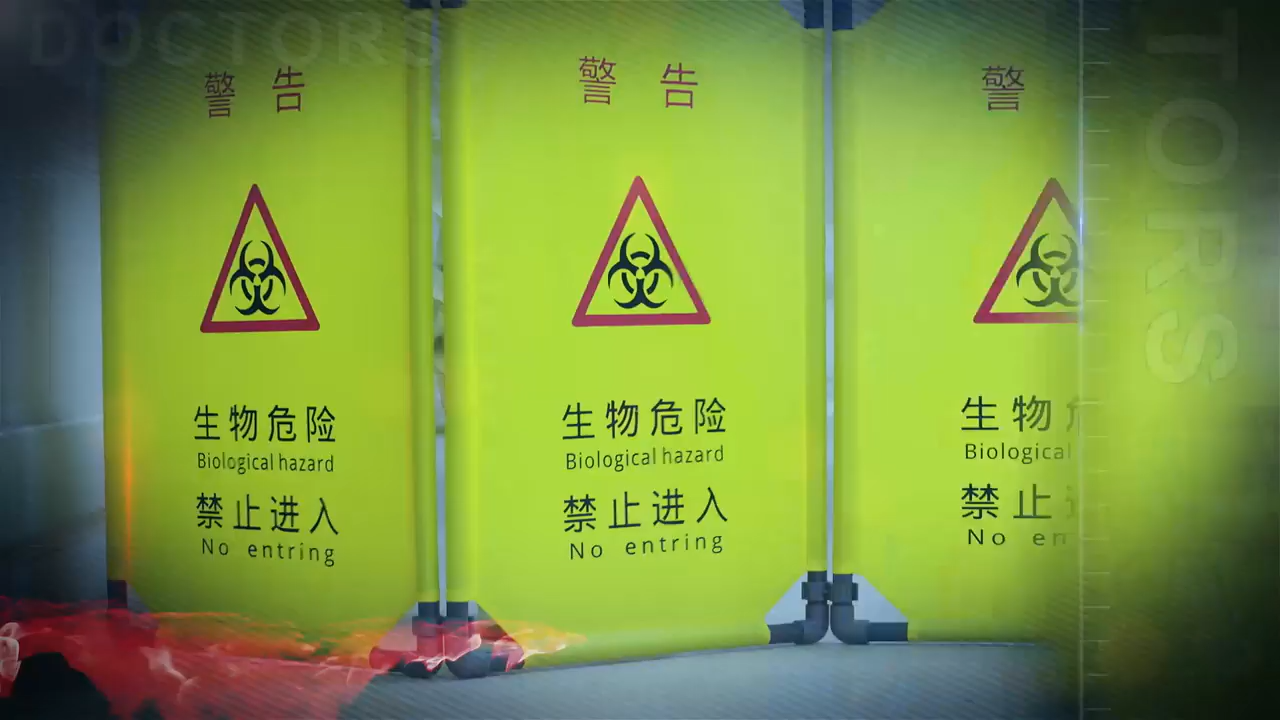 DOCTORS
警告
生物危险
Biological hazard
禁止进入
No entring
警告
生物危险
Biological hazard
禁止进入
No entring
警
生物
Biological
禁止
No en
TORS